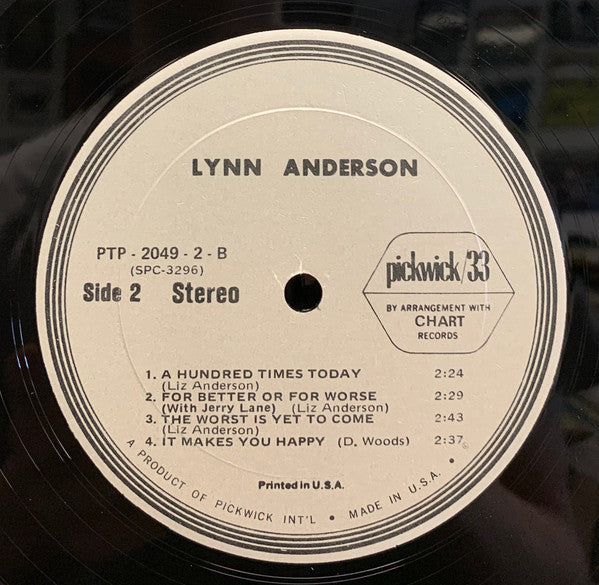 LYNN ANDERSON
PTP - 2049 - 2 - B
(SPC-3296)
Side 2 Stereo
pickwick/33
BY ARRANGEMENT WITH
CHART
RECORDS
1. A HUNDRED TIMES TODAY 2:24
(Liz Anderson)
2. FOR BETTER OR FOR WORSE 2:29
(With Jerry Lane) (Liz Anderson)
3. THE WORST IS YET TO COME 2:43
(Liz Anderson)
4. IT MAKES YOU HAPPY (D. Woods) 2:37
Printed in U.S.A.
A PRODUCT OF PICKWICK INT'L • MADE IN U.S.A. •